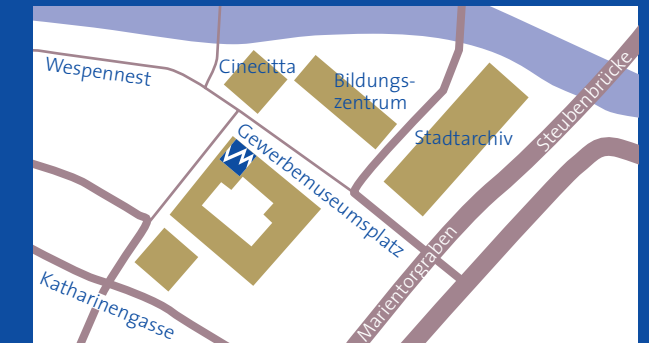 Wespennest
Cinecitta
Bildungs-
zentrum
Stadtarchiv
Steubenbrücke
Gewerbemuseumsplatz
Marientorgraben
Katharinengasse